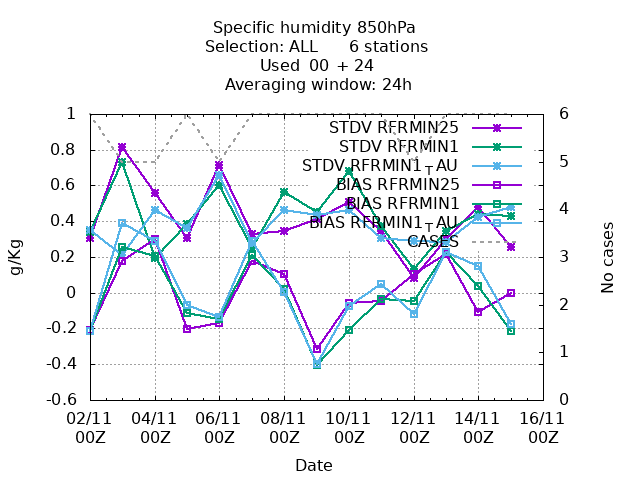 Specific humidity 850hPa
Selection: ALL 6 stations
Used 00 + 24
Averaging window: 24h
STDV RFRMIN25
STDV RFRMIN1
STDV RFRMIN1TAU
BIAS RFRMIN25
BIAS RFRMIN1
BIAS RFRMIN1TAU
CASES
1
0.8
0.6
0.4
0.2
0
-0.2
-0.4
-0.6
g/Kg
6
5
4
3
2
1
0
No cases
02/11 04/11 06/11 08/11 10/11 12/11 14/11 16/11
00Z 00Z 00Z 00Z 00Z 00Z 00Z 00Z
Date